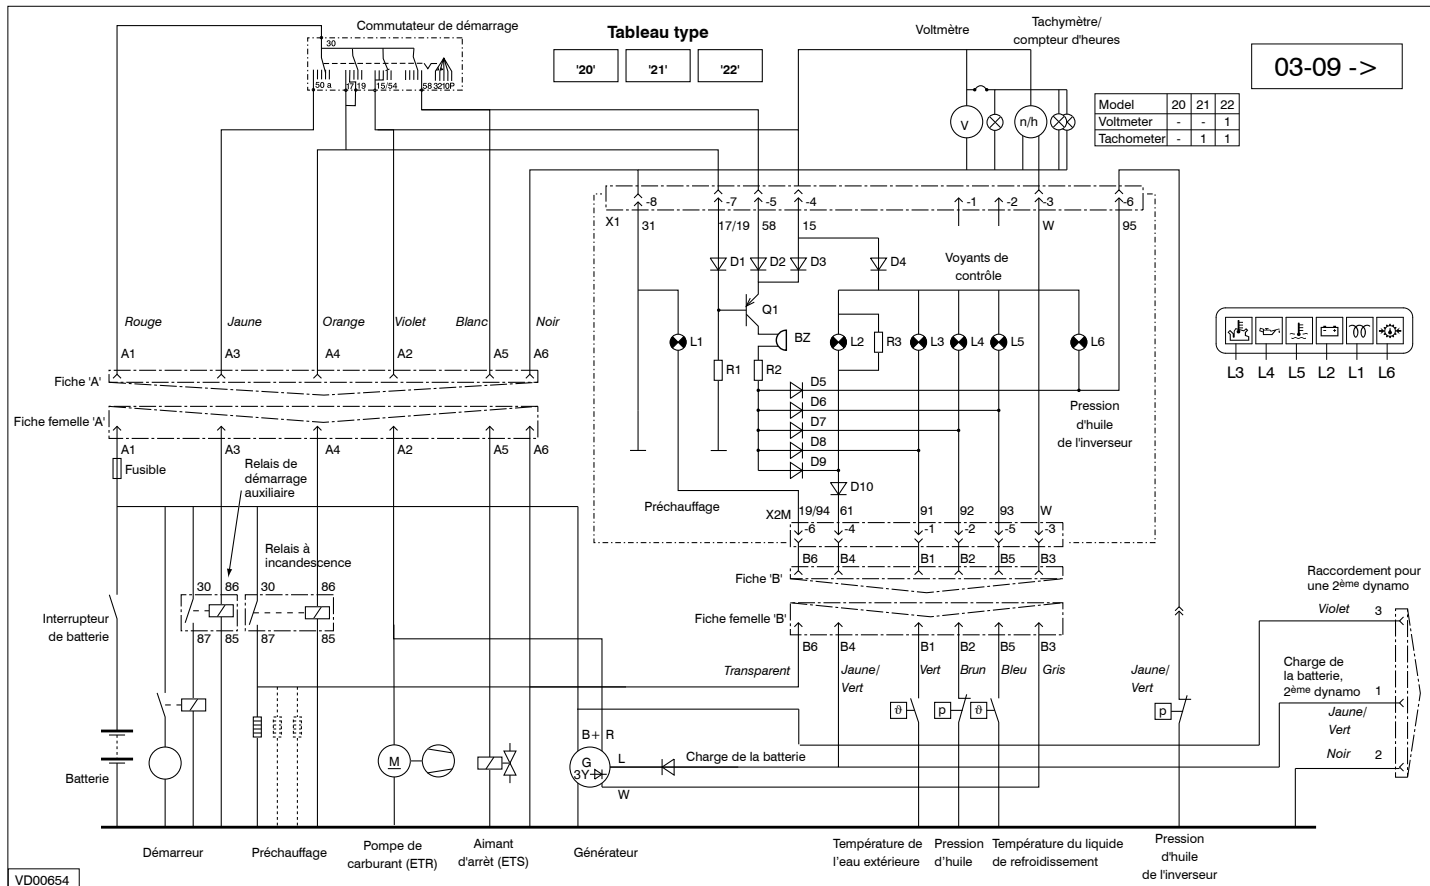 Commutateur de démarrage
30
50 a
17/19
15/54
58
3210P
Tableau type
'20'
'21'
'22'
Voltmètre
Tachymètre/
compteur d'heures
03-09 ->
V
n/h
Model 20 21 22
Voltmeter - - 1
Tachometer - 1 1
X1
-8 -7 -5 -4 -1 -2 -3 -6
31 17/19 58 15 W 95
D1 D2 D3 D4
Voyants de
contrôle
Q1
BZ
L1 L2 R3 L3 L4 L5 L6
R1 R2
D5
D6
D7
D8
D9
D10
Pression
d'huile
de l'inverseur
Préchauffage
L3 L4 L5 L2 L1 L6
Rouge Jaune Orange Violet Blanc Noir
A1 A3 A4 A2 A5 A6
Fiche 'A'
Fiche femelle 'A'
A1 A3 A4 A2 A5 A6
Fusible
Relais de
démarrage
auxiliaire
Relais à
incandescence
30 86 30 86
87 85 87 85
Interrupteur
de batterie
Batterie
X2M
19/94 61 91 92 93 W
-6 -4 -1 -2 -5 -3
B6 B4 B1 B2 B5 B3
Fiche 'B'
Fiche femelle 'B'
B6 B4 B1 B2 B5 B3
Transparent
Jaune/
Vert
Vert
Brun
Bleu
Gris
Jaune/
Vert
ϑ p ϑ p
Raccordement pour
une 2ème dynamo
Violet 3
Charge de
la batterie,
2ème dynamo 1
Jaune/
Vert
Noir 2
B+ R
L
G
3Y
W
Charge de la batterie
M
Démarreur
Préchauffage
Pompe de
carburant (ETR)
Aimant
d'arrèt (ETS)
Générateur
Température de
l'eau extérieure
Pression
d'huile
Température du liquide
de refroidissement
Pression
d'huile
de l'inverseur
VD00654